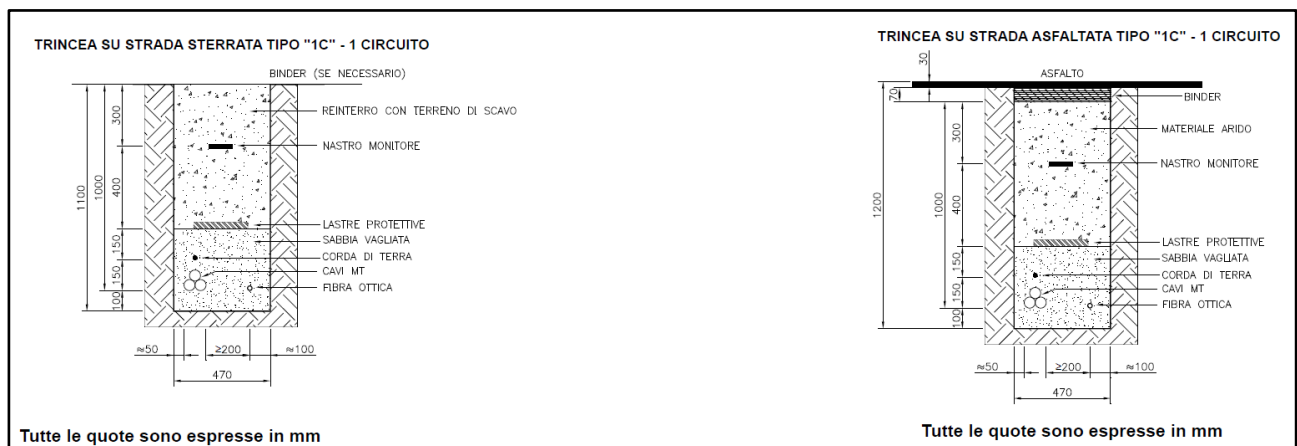 TRINCEA SU STRADA STERRATA TIPO "1C" - 1 CIRCUITO
BINDER (SE NECESSARIO)
REINTERRO CON TERRENO DI SCAVO
NASTRO MONITORE
LASTRE PROTETTIVE
SABBIA VAGLIATA
CORDA DI TERRA
CAVI MT
FIBRA OTTICA
1100
1000
300
400
150
150
100
≈50
≥200
≈100
470
Tutte le quote sono espresse in mm
TRINCEA SU STRADA ASFALTATA TIPO "1C" - 1 CIRCUITO
30
ASFALTO
70
BINDER
MATERIALE ARIDO
NASTRO MONITORE
LASTRE PROTETTIVE
SABBIA VAGLIATA
CORDA DI TERRA
CAVI MT
FIBRA OTTICA
1200
1000
300
400
150
150
100
≈50
≥200
≈100
470
Tutte le quote sono espresse in mm